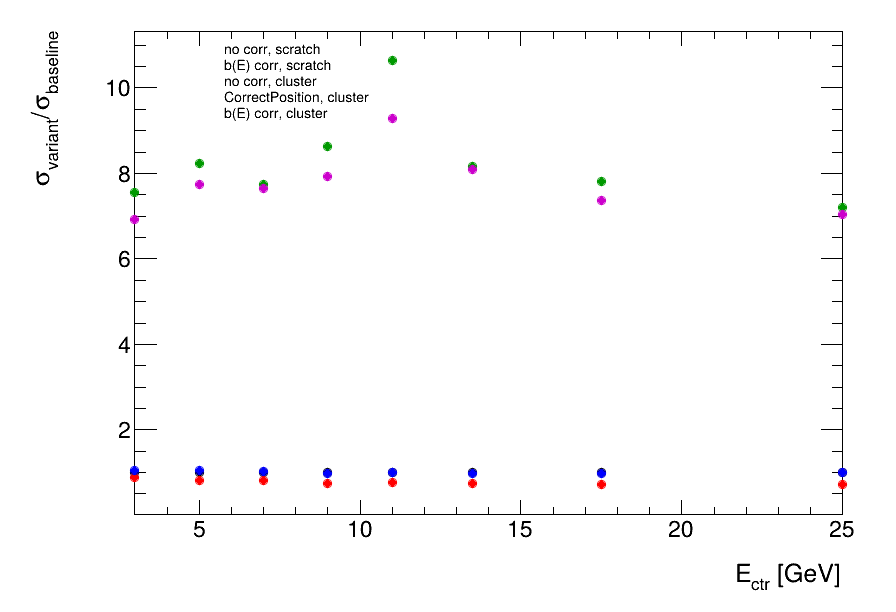 σvariant/σbaseline
no corr, scratch
b(E) corr, scratch
no corr, cluster
CorrectPosition, cluster
b(E) corr, cluster
10
8
6
4
2
5 10 15 20 25
Ectr [GeV]